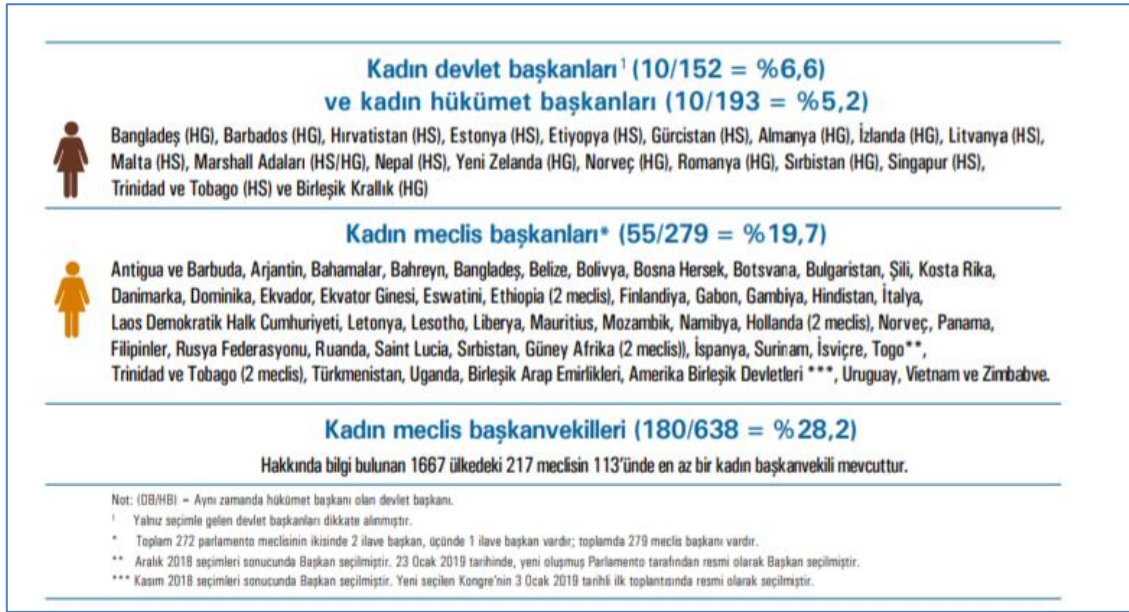 Kadın devlet başkanları¹ (10/152 = %6,6)
ve kadın hükümet başkanları (10/193 = %5,2)
Bangladeş (HG), Barbados (HG), Hırvatistan (HS), Estonya (HS), Etiyopya (HS), Gürcistan (HS), Almanya (HG), İzlanda (HG), Litvanya (HS),
Malta (HS), Marshall Adaları (HS/HG), Nepal (HS), Yeni Zelanda (HG), Norveç (HG), Romanya (HG), Sırbistan (HG), Singapur (HS),
Trinidad ve Tobago (HS) ve Birleşik Krallık (HG)
Kadın meclis başkanları* (55/279 = %19,7)
Antigua ve Barbuda, Arjantin, Bahamalar, Bahreyn, Bangladeş, Belize, Bolivya, Bosna Hersek, Botsvana, Bulgaristan, Şili, Kosta Rika,
Danimarka, Dominika, Ekvador, Ekvator Ginesi, Eswatini, Ethiopia (2 meclis), Finlandiya, Gabon, Gambiya, Hindistan, İtalya,
Laos Demokratik Halk Cumhuriyeti, Letonya, Lesotho, Liberya, Mauritius, Mozambik, Namibya, Hollanda (2 meclis), Norveç, Panama,
Filipinler, Rusya Federasyonu, Ruanda, Saint Lucia, Sırbistan, Güney Afrika (2 meclis)), İspanya, Surinam, İsviçre, Togo**,
Trinidad ve Tobago (2 meclis), Türkmenistan, Uganda, Birleşik Arap Emirlikleri, Amerika Birleşik Devletleri ***, Uruguay, Vietnam ve Zimbabve.
Kadın meclis başkanvekilleri (180/638 = %28,2)
Hakkında bilgi bulunan 1667 ülkedeki 217 meclisin 113'ünde en az bir kadın başkanvekili mevcuttur.
Not: (DB/HB) = Aynı zamanda hükümet başkanı olan devlet başkanı.
¹ Yalnız seçimle gelen devlet başkanları dikkate alınmıştır.
* Toplam 272 parlamento meclisinin ikisinde 2 ilave başkan, üçünde 1 ilave başkan vardır; toplamda 279 meclis başkanı vardır.
** Aralık 2018 seçimleri sonucunda Başkan seçilmiştir. 23 Ocak 2019 tarihinde, yeni oluşmuş Parlamento tarafından resmi olarak Başkan seçilmiştir.
*** Kasım 2018 seçimleri sonucunda Başkan seçilmiştir. Yeni seçilen Kongre'nin 3 Ocak 2019 tarihli ilk toplantısında resmi olarak seçilmiştir.